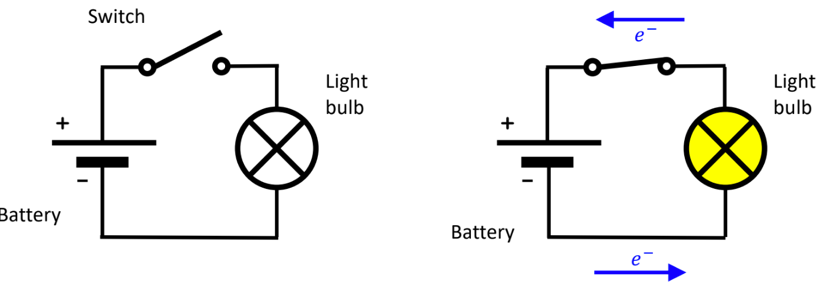 Switch
Light
bulb
+
−
Battery
e⁻
Light
bulb
+
−
Battery
e⁻